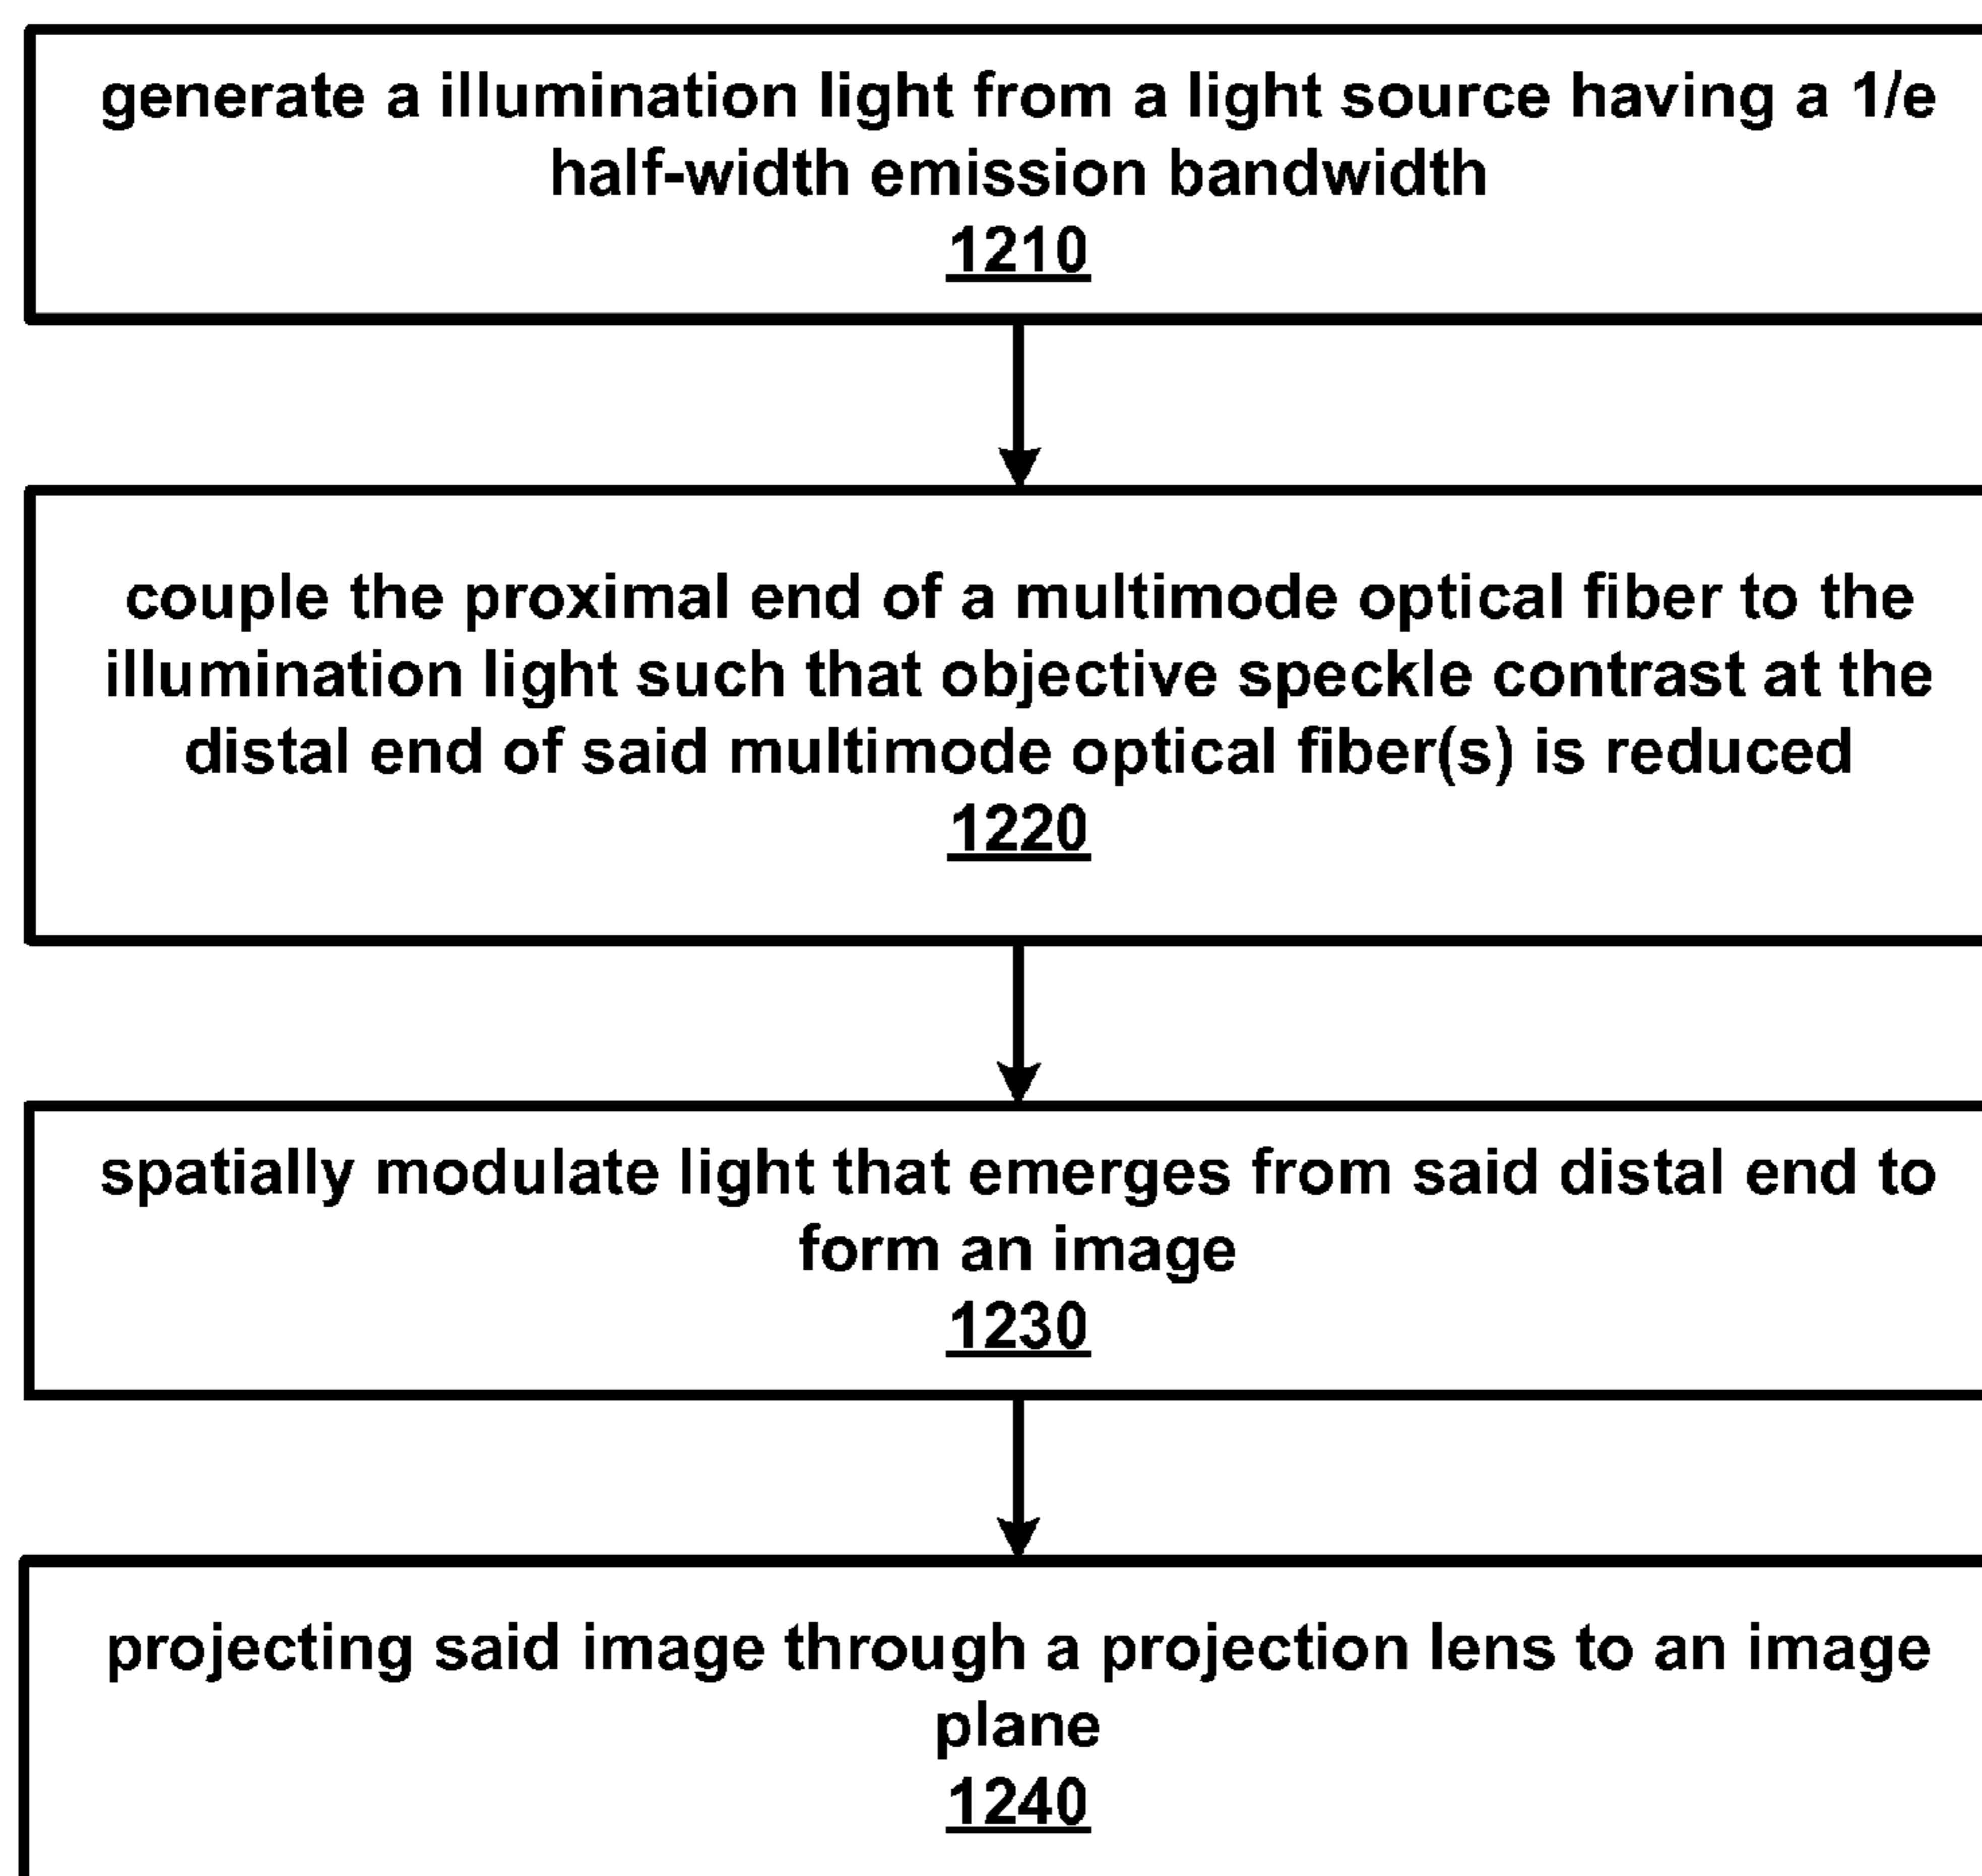 generate a illumination light from a light source having a 1/e
half-width emission bandwidth
1210
couple the proximal end of a multimode optical fiber to the
illumination light such that objective speckle contrast at the
distal end of said multimode optical fiber(s) is reduced
1220
spatially modulate light that emerges from said distal end to
form an image
1230
projecting said image through a projection lens to an image
plane
1240